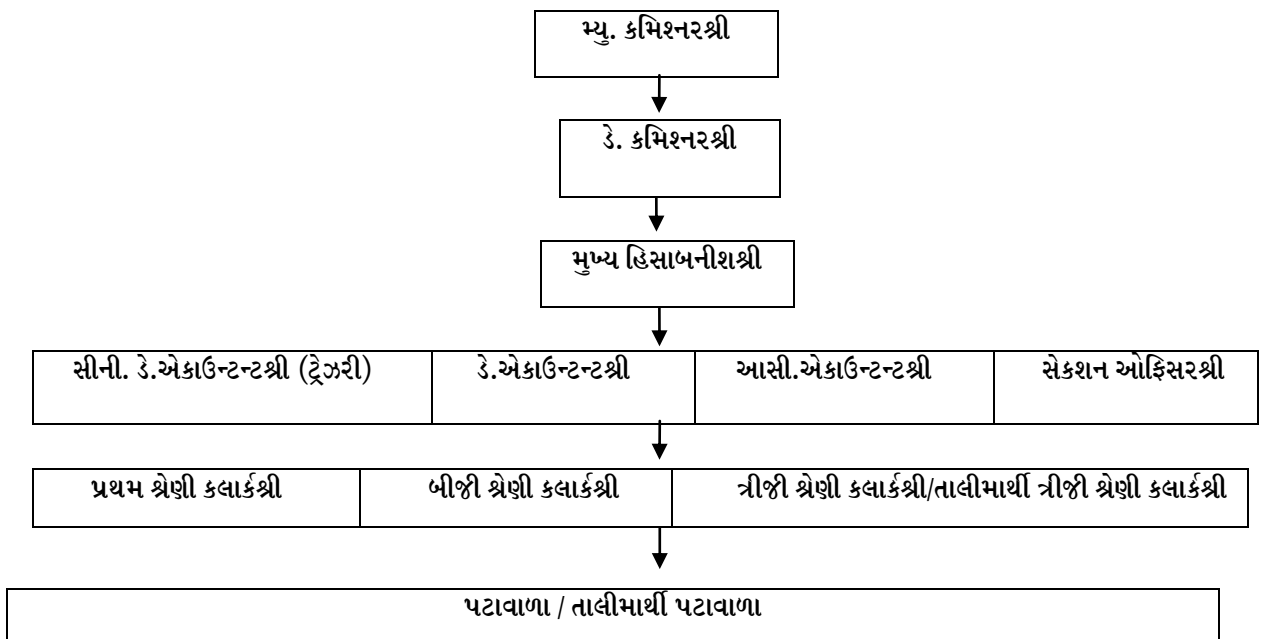 મ્યુ. કમિશ્નરશ્રી
ડે. કમિશ્નરશ્રી
મુખ્ય હિસાબનીશશ્રી
સીની. ડે.એકાઉન્ટન્ટશ્રી (ટ્રેઝરી) ડે.એકાઉન્ટન્ટશ્રી આસી.એકાઉન્ટન્ટશ્રી સેકશન ઓફિસરશ્રી
પ્રથમ શ્રેણી કલાર્કશ્રી બીજી શ્રેણી કલાર્કશ્રી ત્રીજી શ્રેણી કલાર્કશ્રી/તાલીમાર્થી ત્રીજી શ્રેણી કલાર્કશ્રી
પટાવાળા / તાલીમાર્થી પટાવાળા